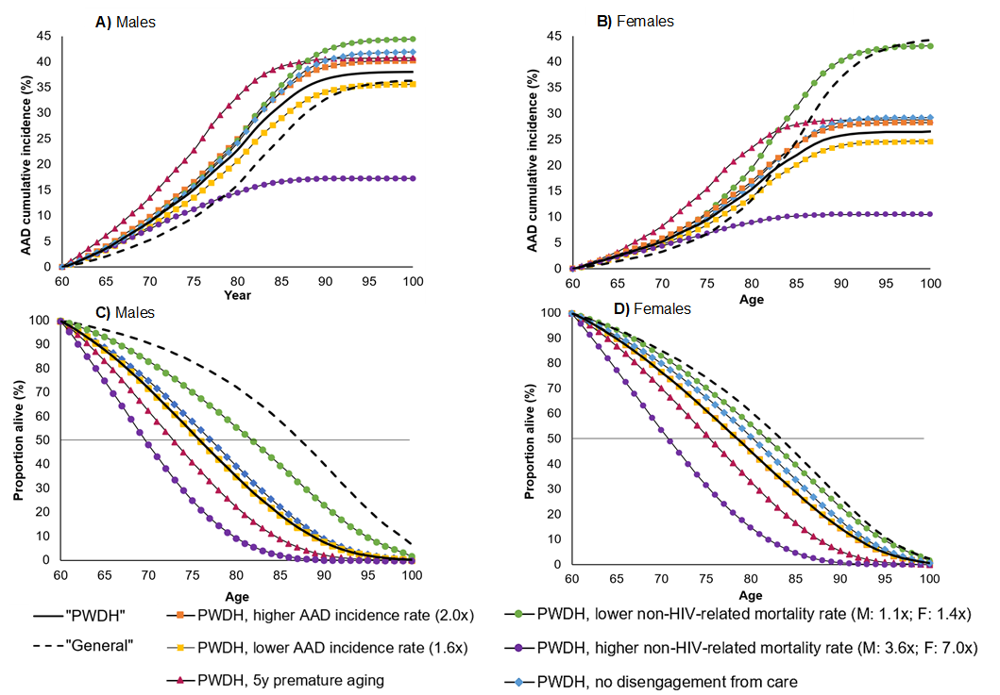 A) Males
AAD cumulative incidence (%)
45
40
35
30
25
20
15
10
5
0
60 65 70 75 80 85 90 95 100
Year
B) Females
AAD cumulative incidence (%)
45
40
35
30
25
20
15
10
5
0
60 65 70 75 80 85 90 95 100
Age
C) Males
Proportion alive (%)
100
90
80
70
60
50
40
30
20
10
0
60 65 70 75 80 85 90 95 100
Age
D) Females
Proportion alive (%)
100
90
80
70
60
50
40
30
20
10
0
60 65 70 75 80 85 90 95 100
Age
"PWDH"
"General"
PWDH, higher AAD incidence rate (2.0x)
PWDH, lower AAD incidence rate (1.6x)
PWDH, 5y premature aging
PWDH, lower non-HIV-related mortality rate (M: 1.1x; F: 1.4x)
PWDH, higher non-HIV-related mortality rate (M: 3.6x; F: 7.0x)
PWDH, no disengagement from care